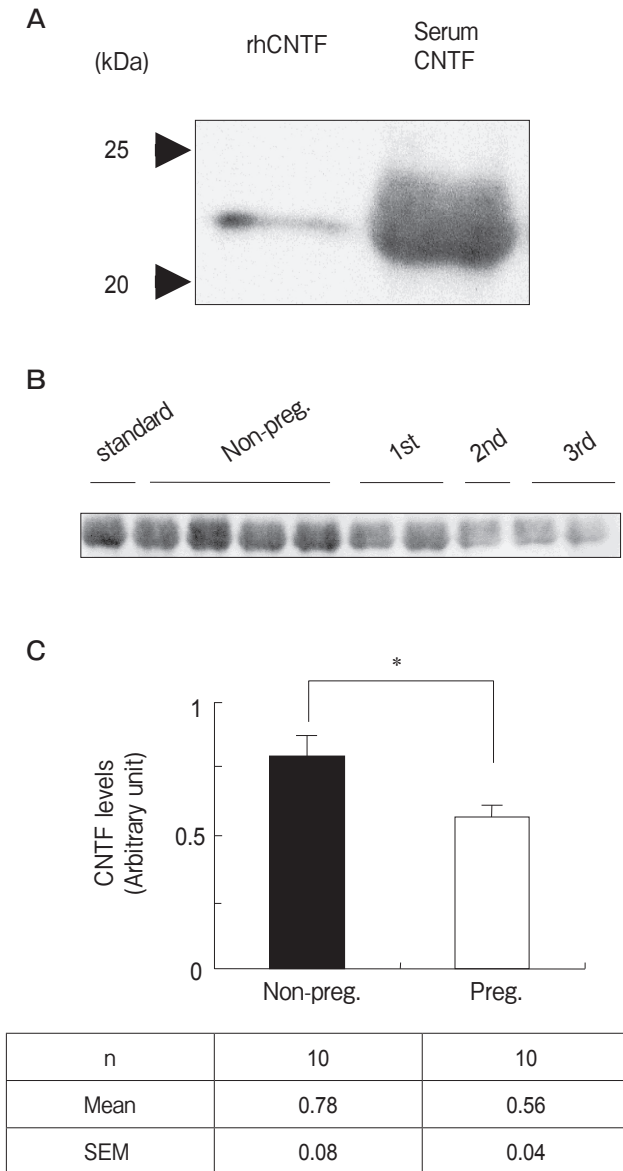 A
(kDa) rhCNTF Serum CNTF
25
20
B
standard Non-preg. 1st 2nd 3rd
C
*
1
0.5
0
CNTF levels
(Arbitrary unit)
Non-preg. Preg.
n 10 10
Mean 0.78 0.56
SEM 0.08 0.04